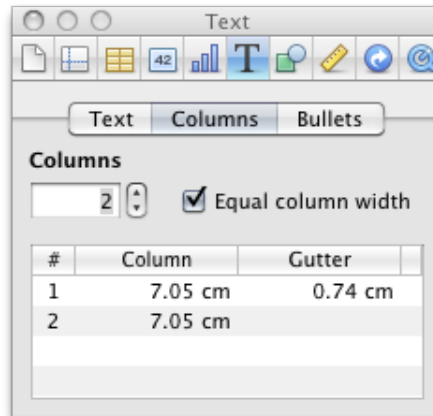 Text
42 T
Text Columns Bullets
Columns
2 Equal column width
# Column Gutter
1 7.05 cm 0.74 cm
2 7.05 cm